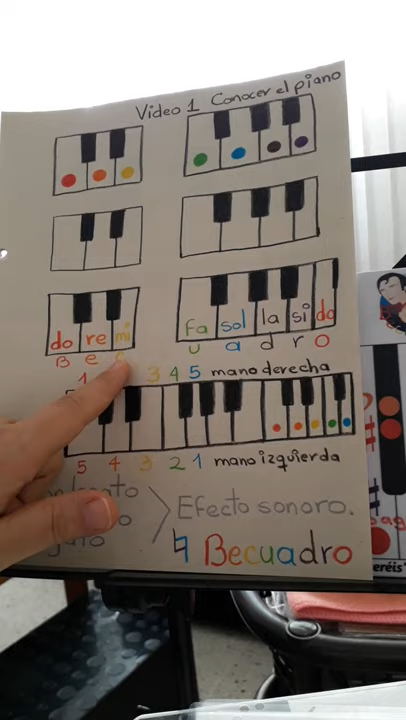 Video 1 Conocer el piano
do re mi
fa sol la si do
B e c
u a d r o
1 3 4 5 mano derecha
5 4 3 2 1 mano izquierda
Efecto sonoro.
♮ Becuadro